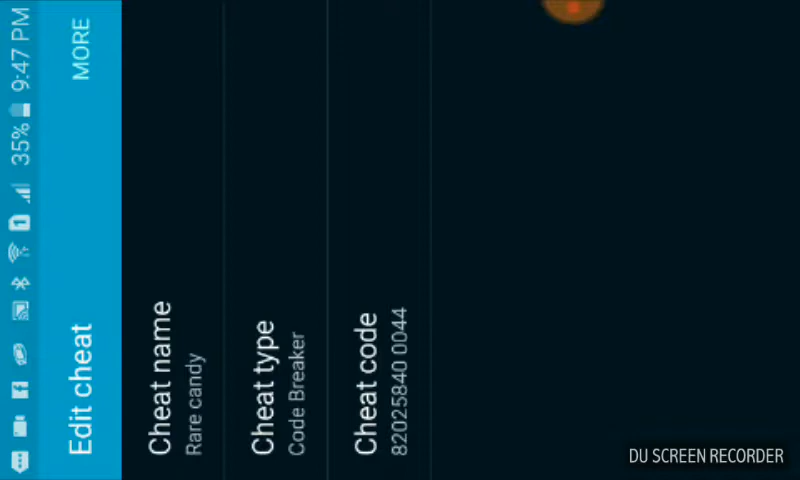 35% 9:47 PM
Edit cheat MORE
Cheat name
Rare candy
Cheat type
Code Breaker
Cheat code
82025840 0044
DU SCREEN RECORDER